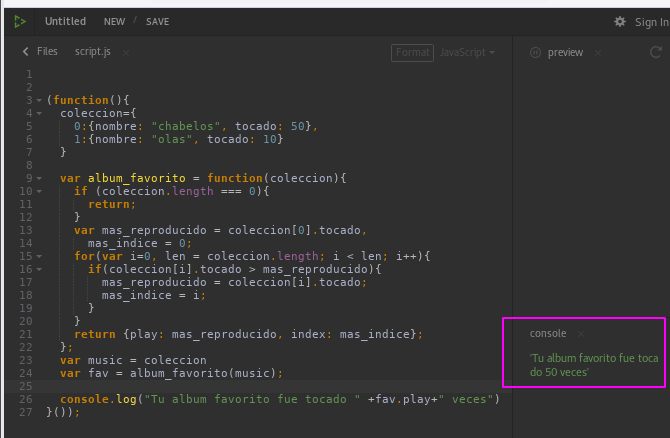 Untitled NEW / SAVE Sign In
Files script.js × Format JavaScript preview ×
1
2
3 (function(){
4 coleccion={
5 0:{nombre: "chabelos", tocado: 50},
6 1:{nombre: "olas", tocado: 10}
7 }
8
9 var album_favorito = function(coleccion){
10 if (coleccion.length === 0){
11 return;
12 }
13 var mas_reproducido = coleccion[0].tocado,
14 mas_indice = 0;
15 for(var i=0, len = coleccion.length; i < len; i++){
16 if(coleccion[i].tocado > mas_reproducido){
17 mas_reproducido = coleccion[i].tocado;
18 mas_indice = i;
19 }
20 }
21 return {play: mas_reproducido, index: mas_indice};
22 };
23 var music = coleccion
24 var fav = album_favorito(music);
25
26 console.log("Tu album favorito fue tocado " +fav.play+" veces")
27 }());
console ×
'Tu album favorito fue toca
do 50 veces'